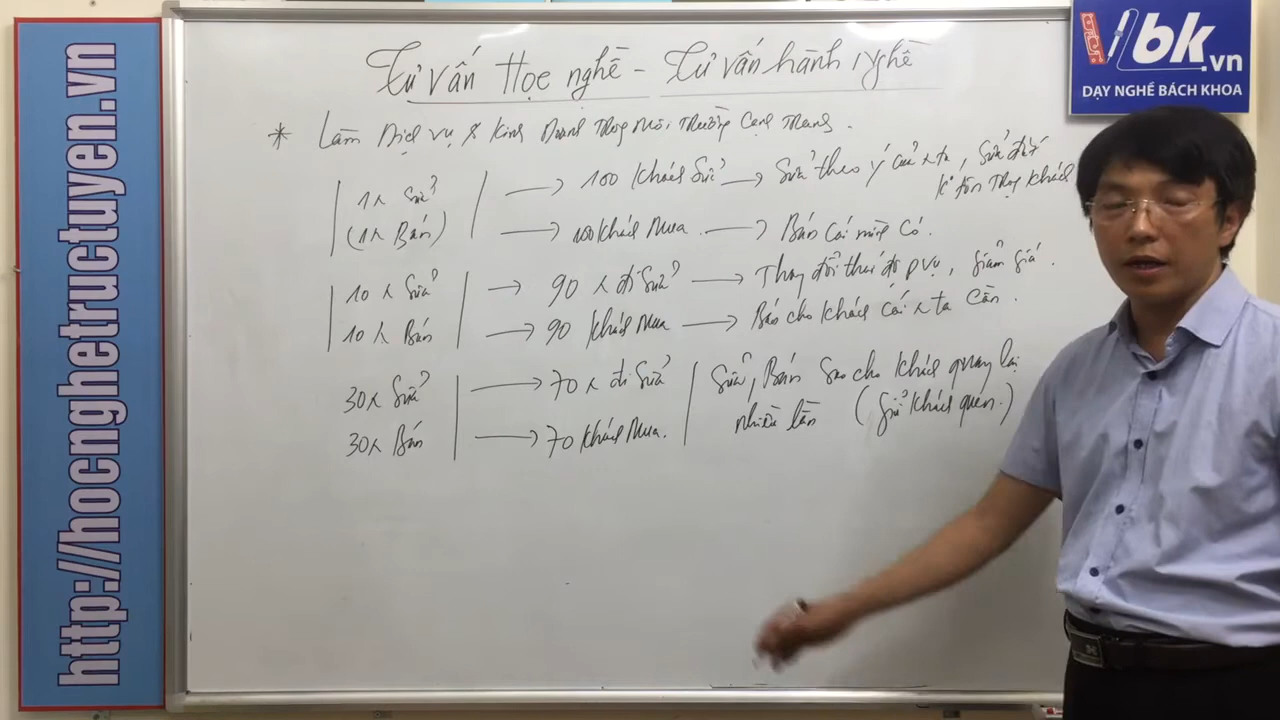 http://hocnghetructuyen.vn
bk.vn
DẠY NGHỀ BÁCH KHOA
Tư vấn Học nghề - Tư vấn hành nghề
* Làm Dịch vụ & Kinh Doanh Trong Môi Trường Cạnh Tranh.
1 x Sửa → 100 Khách Sửa → Sửa theo ý của x ta, Sửa đắt
K tôn trọng Khách
(1 x Bán) → 100 Khách Mua → Bán Cái mình Có.
10 x Sửa → 90 x đi Sửa → Thay đổi thái độ pvụ, giảm giá.
10 x Bán → 90 Khách Mua → Bán cho Khách Cái x ta Cần.
30 x Sửa → 70 x đi Sửa Sửa, Bán Sao cho Khách quay lại
30 x Bán → 70 Khách Mua. nhiều lần (giữ Khách quen.)